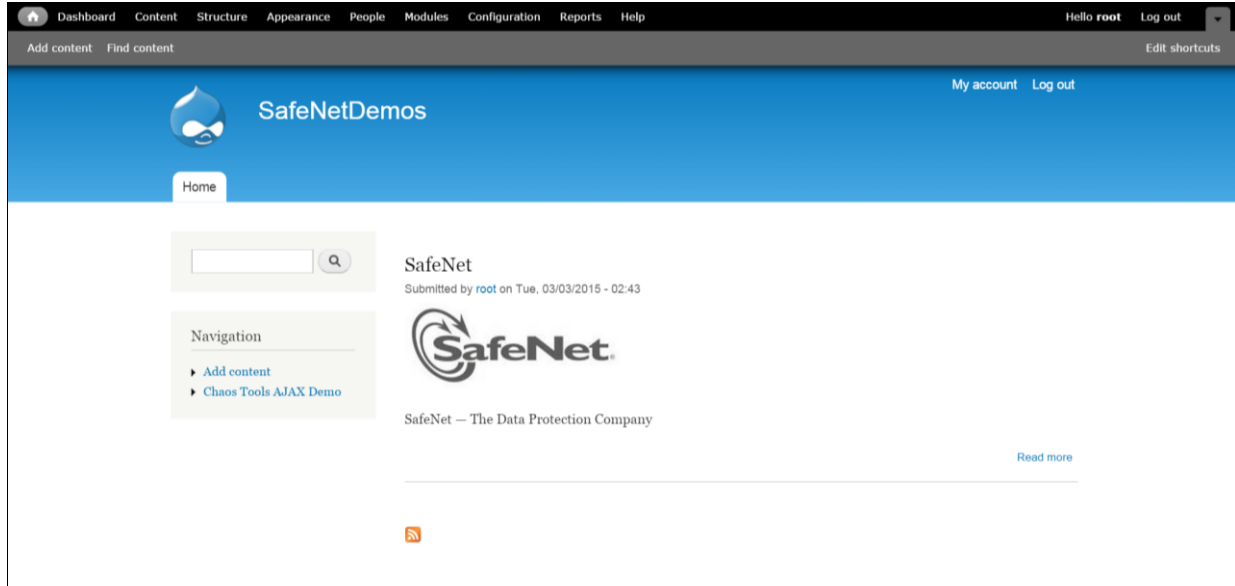 Dashboard Content Structure Appearance People Modules Configuration Reports Help Hello root Log out
Add content Find content Edit shortcuts
My account Log out
SafeNetDemos
Home
SafeNet
Submitted by root on Tue, 03/03/2015 - 02:43
SafeNet®
Navigation
Add content
Chaos Tools AJAX Demo
SafeNet — The Data Protection Company
Read more